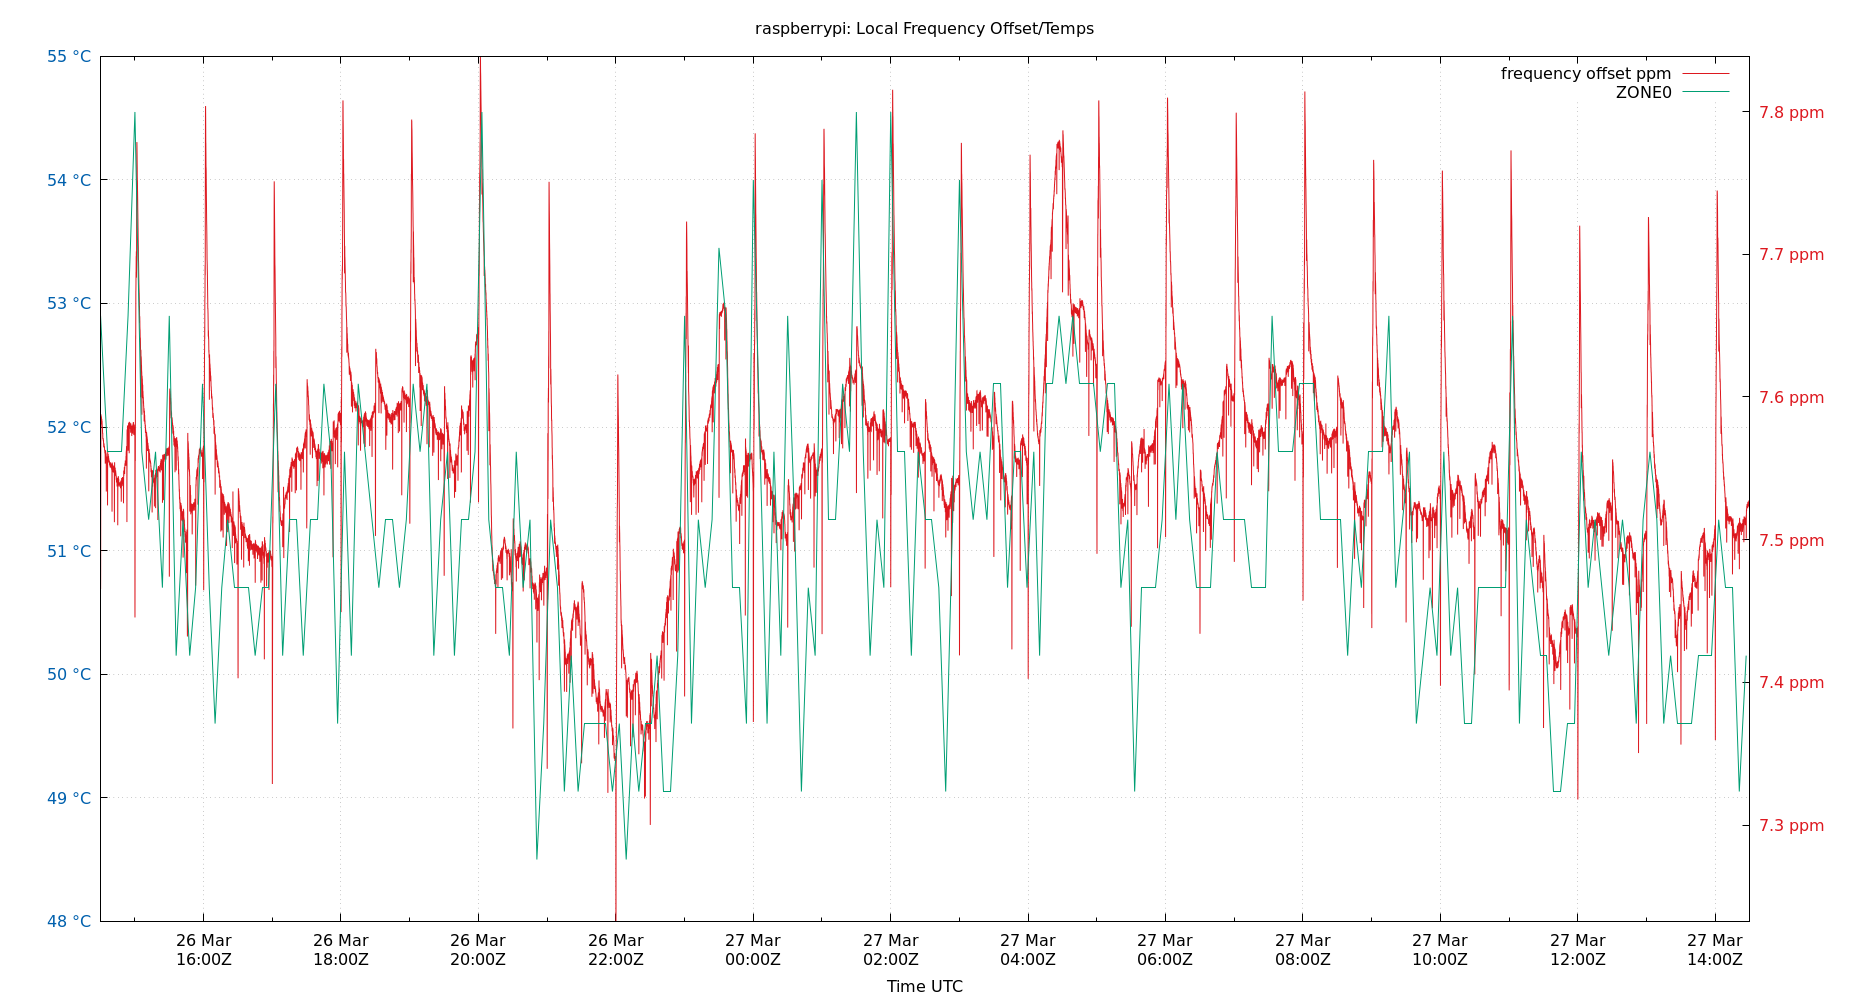 raspberrypi: Local Frequency Offset/Temps
frequency offset ppm
ZONE0
55 °C
54 °C
53 °C
52 °C
51 °C
50 °C
49 °C
48 °C
7.8 ppm
7.7 ppm
7.6 ppm
7.5 ppm
7.4 ppm
7.3 ppm
26 Mar 26 Mar 26 Mar 26 Mar 27 Mar 27 Mar 27 Mar 27 Mar 27 Mar 27 Mar 27 Mar 27 Mar
16:00Z 18:00Z 20:00Z 22:00Z 00:00Z 02:00Z 04:00Z 06:00Z 08:00Z 10:00Z 12:00Z 14:00Z
Time UTC